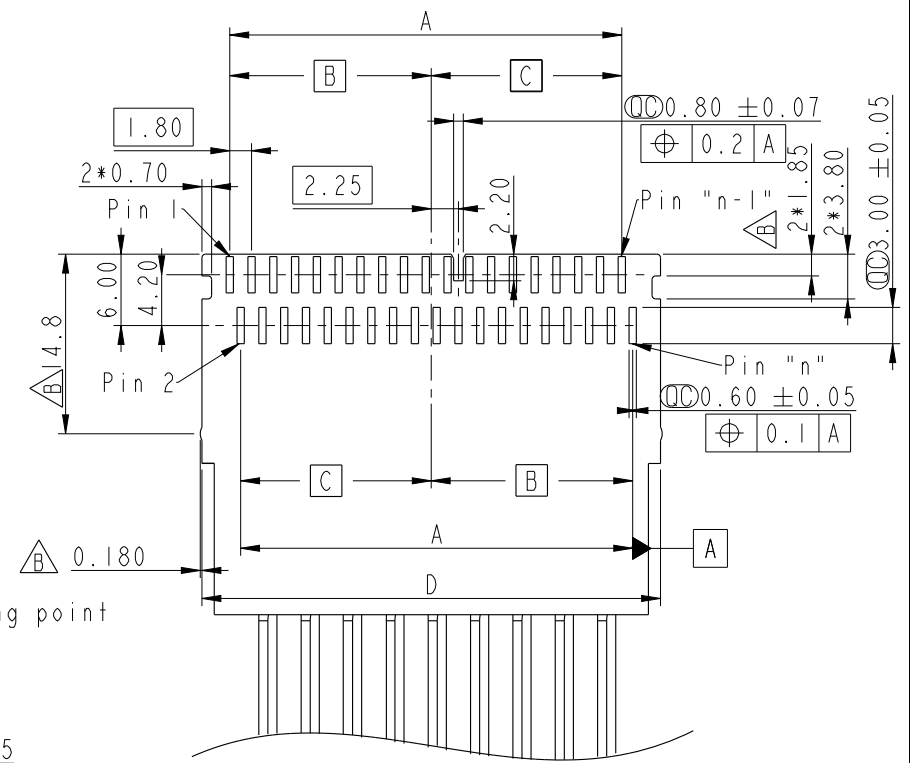 A
B
C
QC 0.80 ±0.07
⌖ 0.2 A
1.80
2*0.70
2.25
2.20
Pin 1
Pin "n-1"
B
2*1.85
2*3.80
QC 3.00 ±0.05
6.00
4.20
B 14.8
Pin 2
Pin "n"
QC 0.60 ±0.05
⌖ 0.1 A
C
B
A
A
B 0.180
D
ng point
5